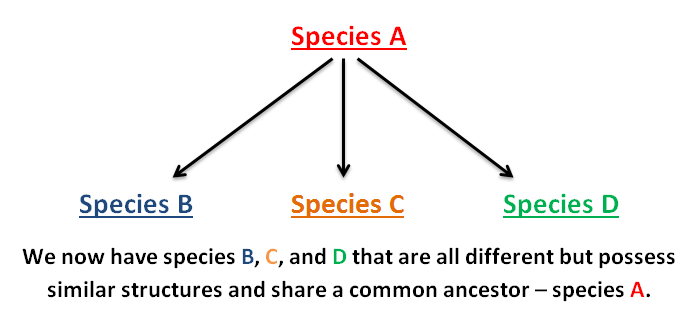 Species A
Species B Species C Species D
We now have species B, C, and D that are all different but possess
similar structures and share a common ancestor – species A.